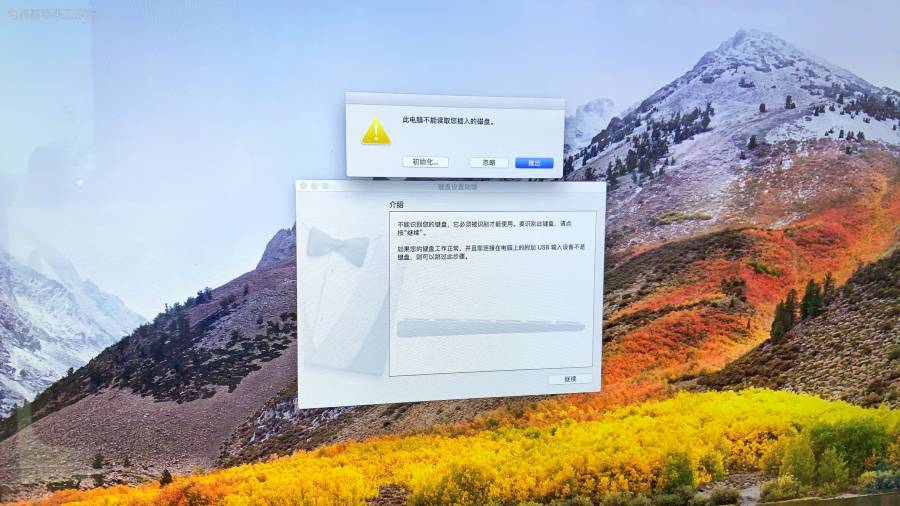 此电脑不能读取您插入的磁盘。
初始化...
忽略
推出
键盘设置助理
介绍
不能识别您的键盘，它必须被识别才能使用。要识别此键盘，请点
按“继续”。
如果您的键盘工作正常，并且您连接在电脑上的附加 USB 输入设备不是
键盘，则可以跳过此步骤。
继续